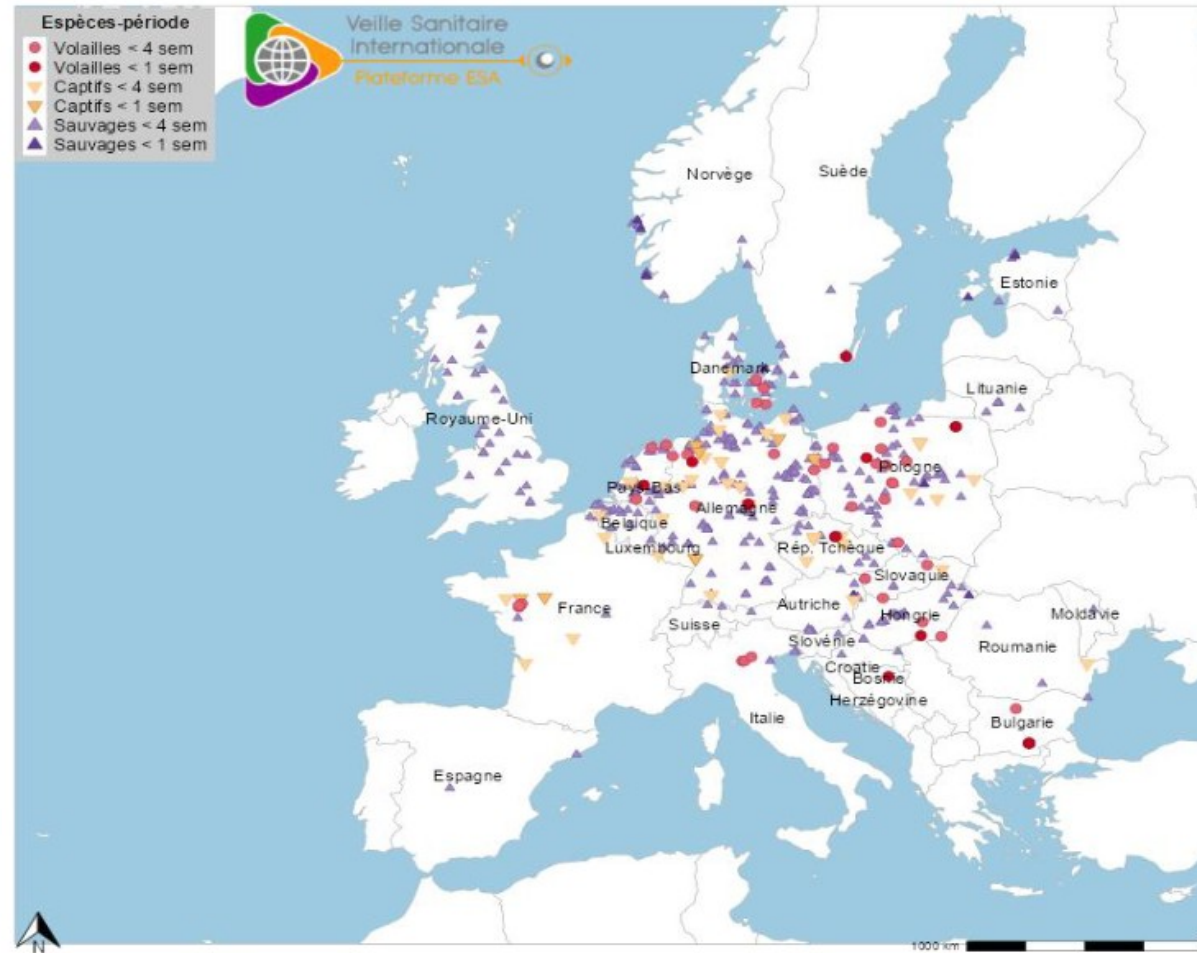 Espèces-période
Volailles < 4 sem
Volailles < 1 sem
Captifs < 4 sem
Captifs < 1 sem
Sauvages < 4 sem
Sauvages < 1 sem
Veille Sanitaire
Internationale
Plateforme ESA
Norvège
Suède
Estonie
Danemark
Lituanie
Royaume-Uni
Pologne
Pays-Bas
Allemagne
Belgique
Luxembourg
Rép. Tchèque
Slovaquie
France
Autriche
Hongrie
Moldavie
Suisse
Slovénie
Roumanie
Croatie
Bosnie
Herzégovine
Italie
Bulgarie
Espagne
N
1000 km